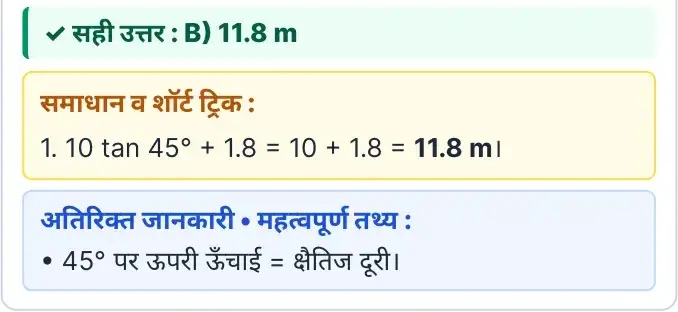 ✓ सही उत्तर : B) 11.8 m
समाधान व शॉर्ट ट्रिक :
1. 10 tan 45° + 1.8 = 10 + 1.8 = 11.8 m।
अतिरिक्त जानकारी • महत्वपूर्ण तथ्य :
• 45° पर ऊपरी ऊँचाई = क्षैतिज दूरी।